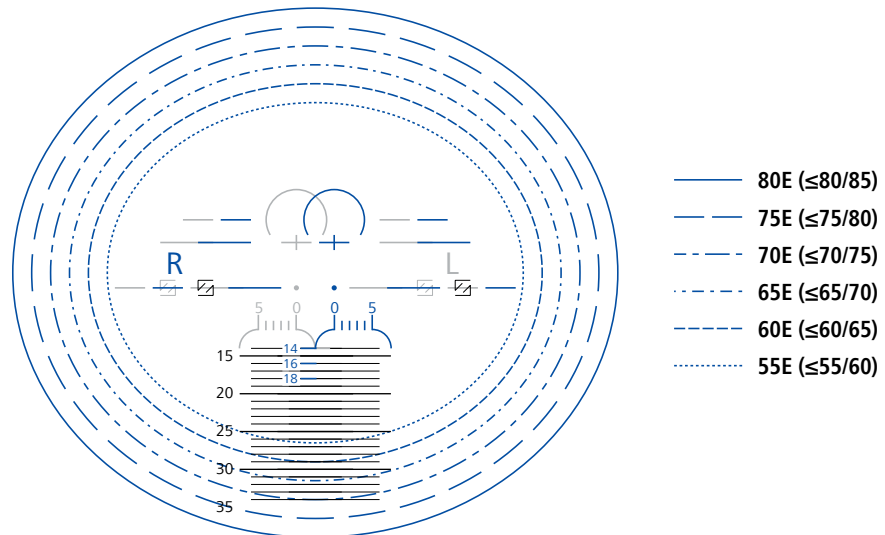 80E (≤80/85)
75E (≤75/80)
70E (≤70/75)
65E (≤65/70)
60E (≤60/65)
55E (≤55/60)
R L
5 0 0 5
14
15
16
18
20
25
30
35